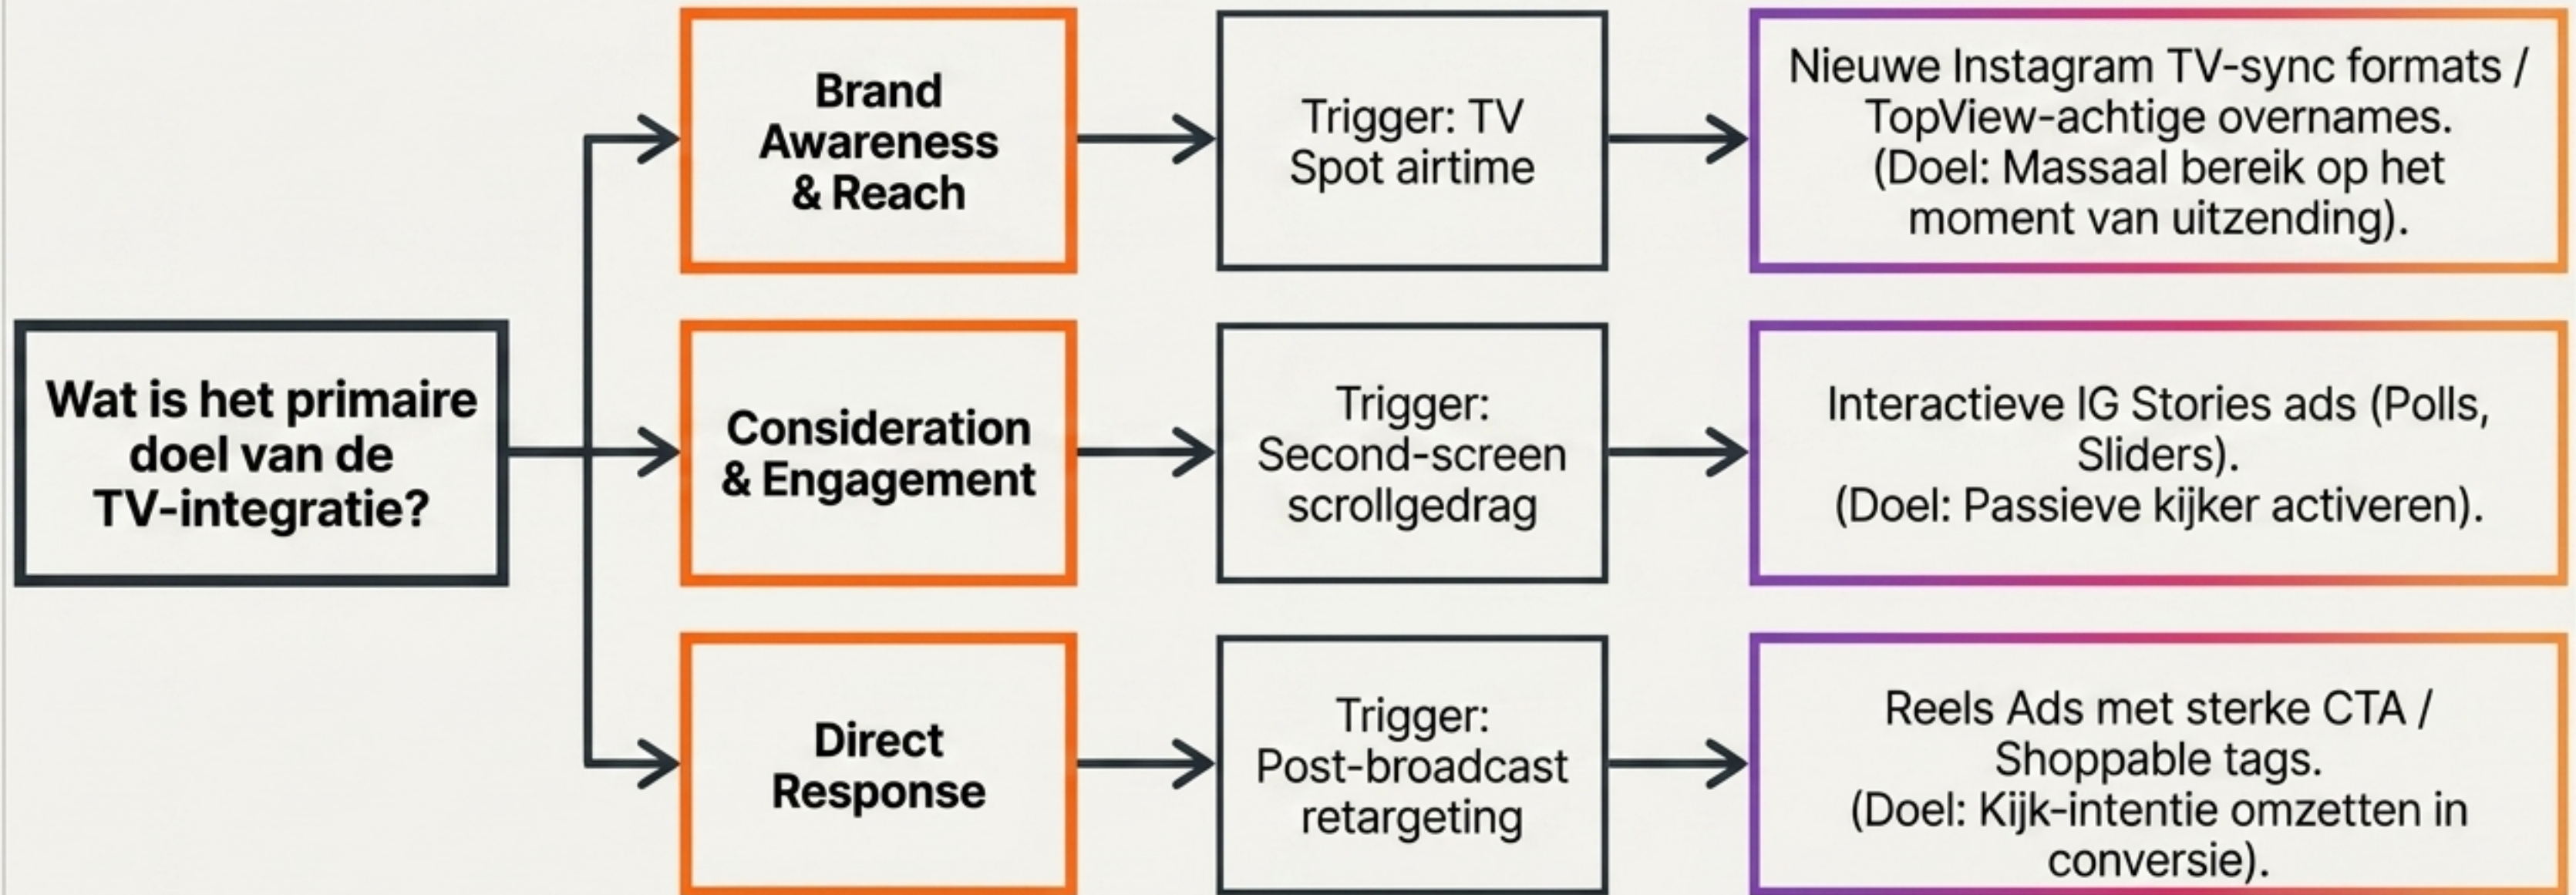 Wat is het primaire
doel van de
TV-integratie?
Brand
Awareness
& Reach
Trigger: TV
Spot airtime
Nieuwe Instagram TV-sync formats /
TopView-achtige overnames.
(Doel: Massaal bereik op het
moment van uitzending).
Consideration
& Engagement
Trigger:
Second-screen
scrollgedrag
Interactieve IG Stories ads (Polls,
Sliders).
(Doel: Passieve kijker activeren).
Direct
Response
Trigger:
Post-broadcast
retargeting
Reels Ads met sterke CTA /
Shoppable tags.
(Doel: Kijk-intentie omzetten in
conversie).